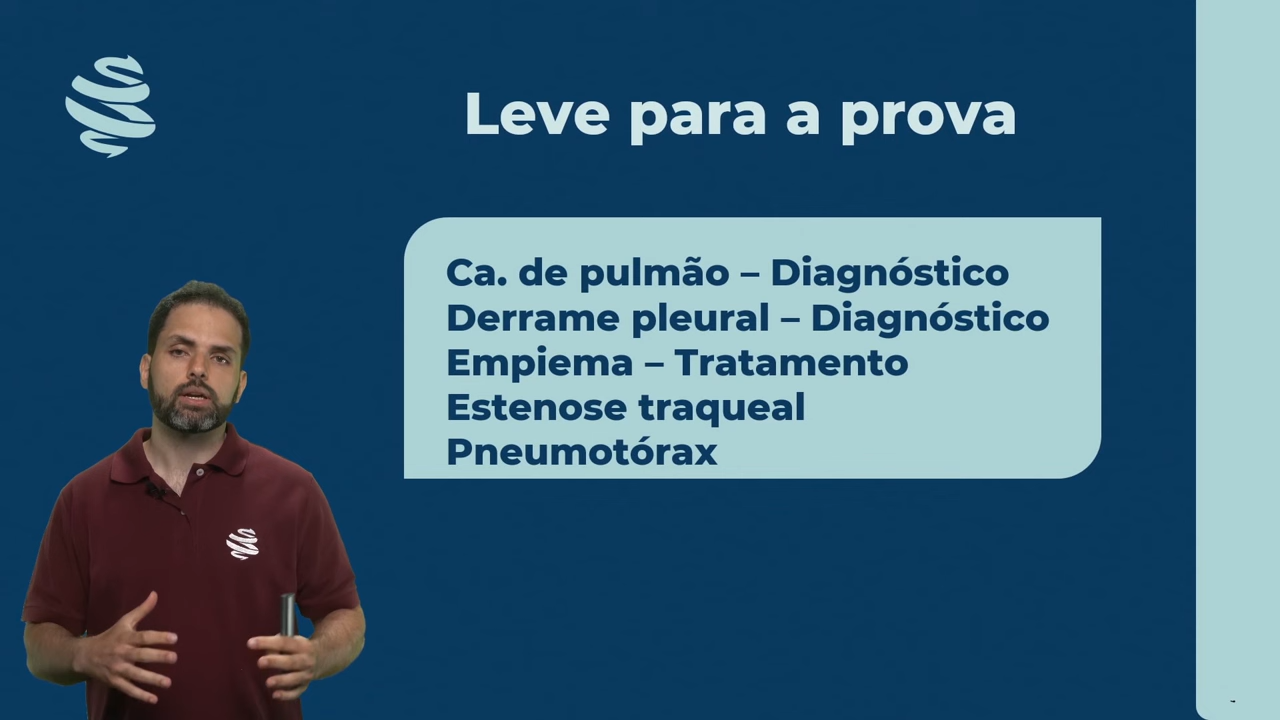 Leve para a prova
Ca. de pulmão – Diagnóstico
Derrame pleural – Diagnóstico
Empiema – Tratamento
Estenose traqueal
Pneumotórax